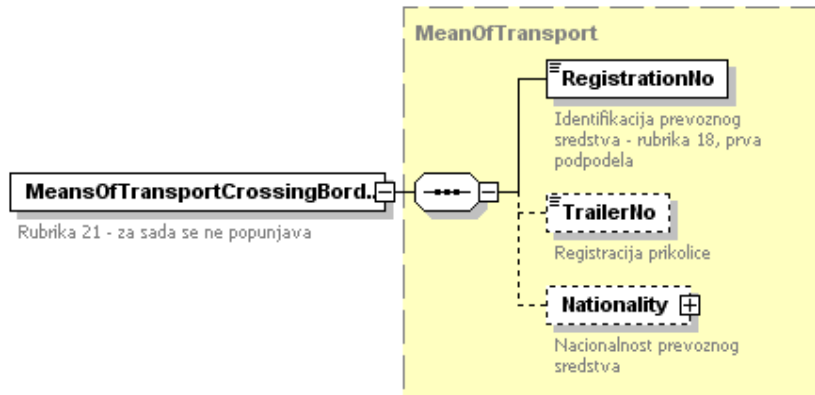 MeanOfTransport
RegistrationNo
Identifikacija prevoznog
sredstva - rubrika 18, prva
podpodela
MeansOfTransportCrossingBord..
Rubrika 21 - za sada se ne popunjava
TrailerNo
Registracija prikolice
Nationality
Nacionalnost prevoznog
sredstva